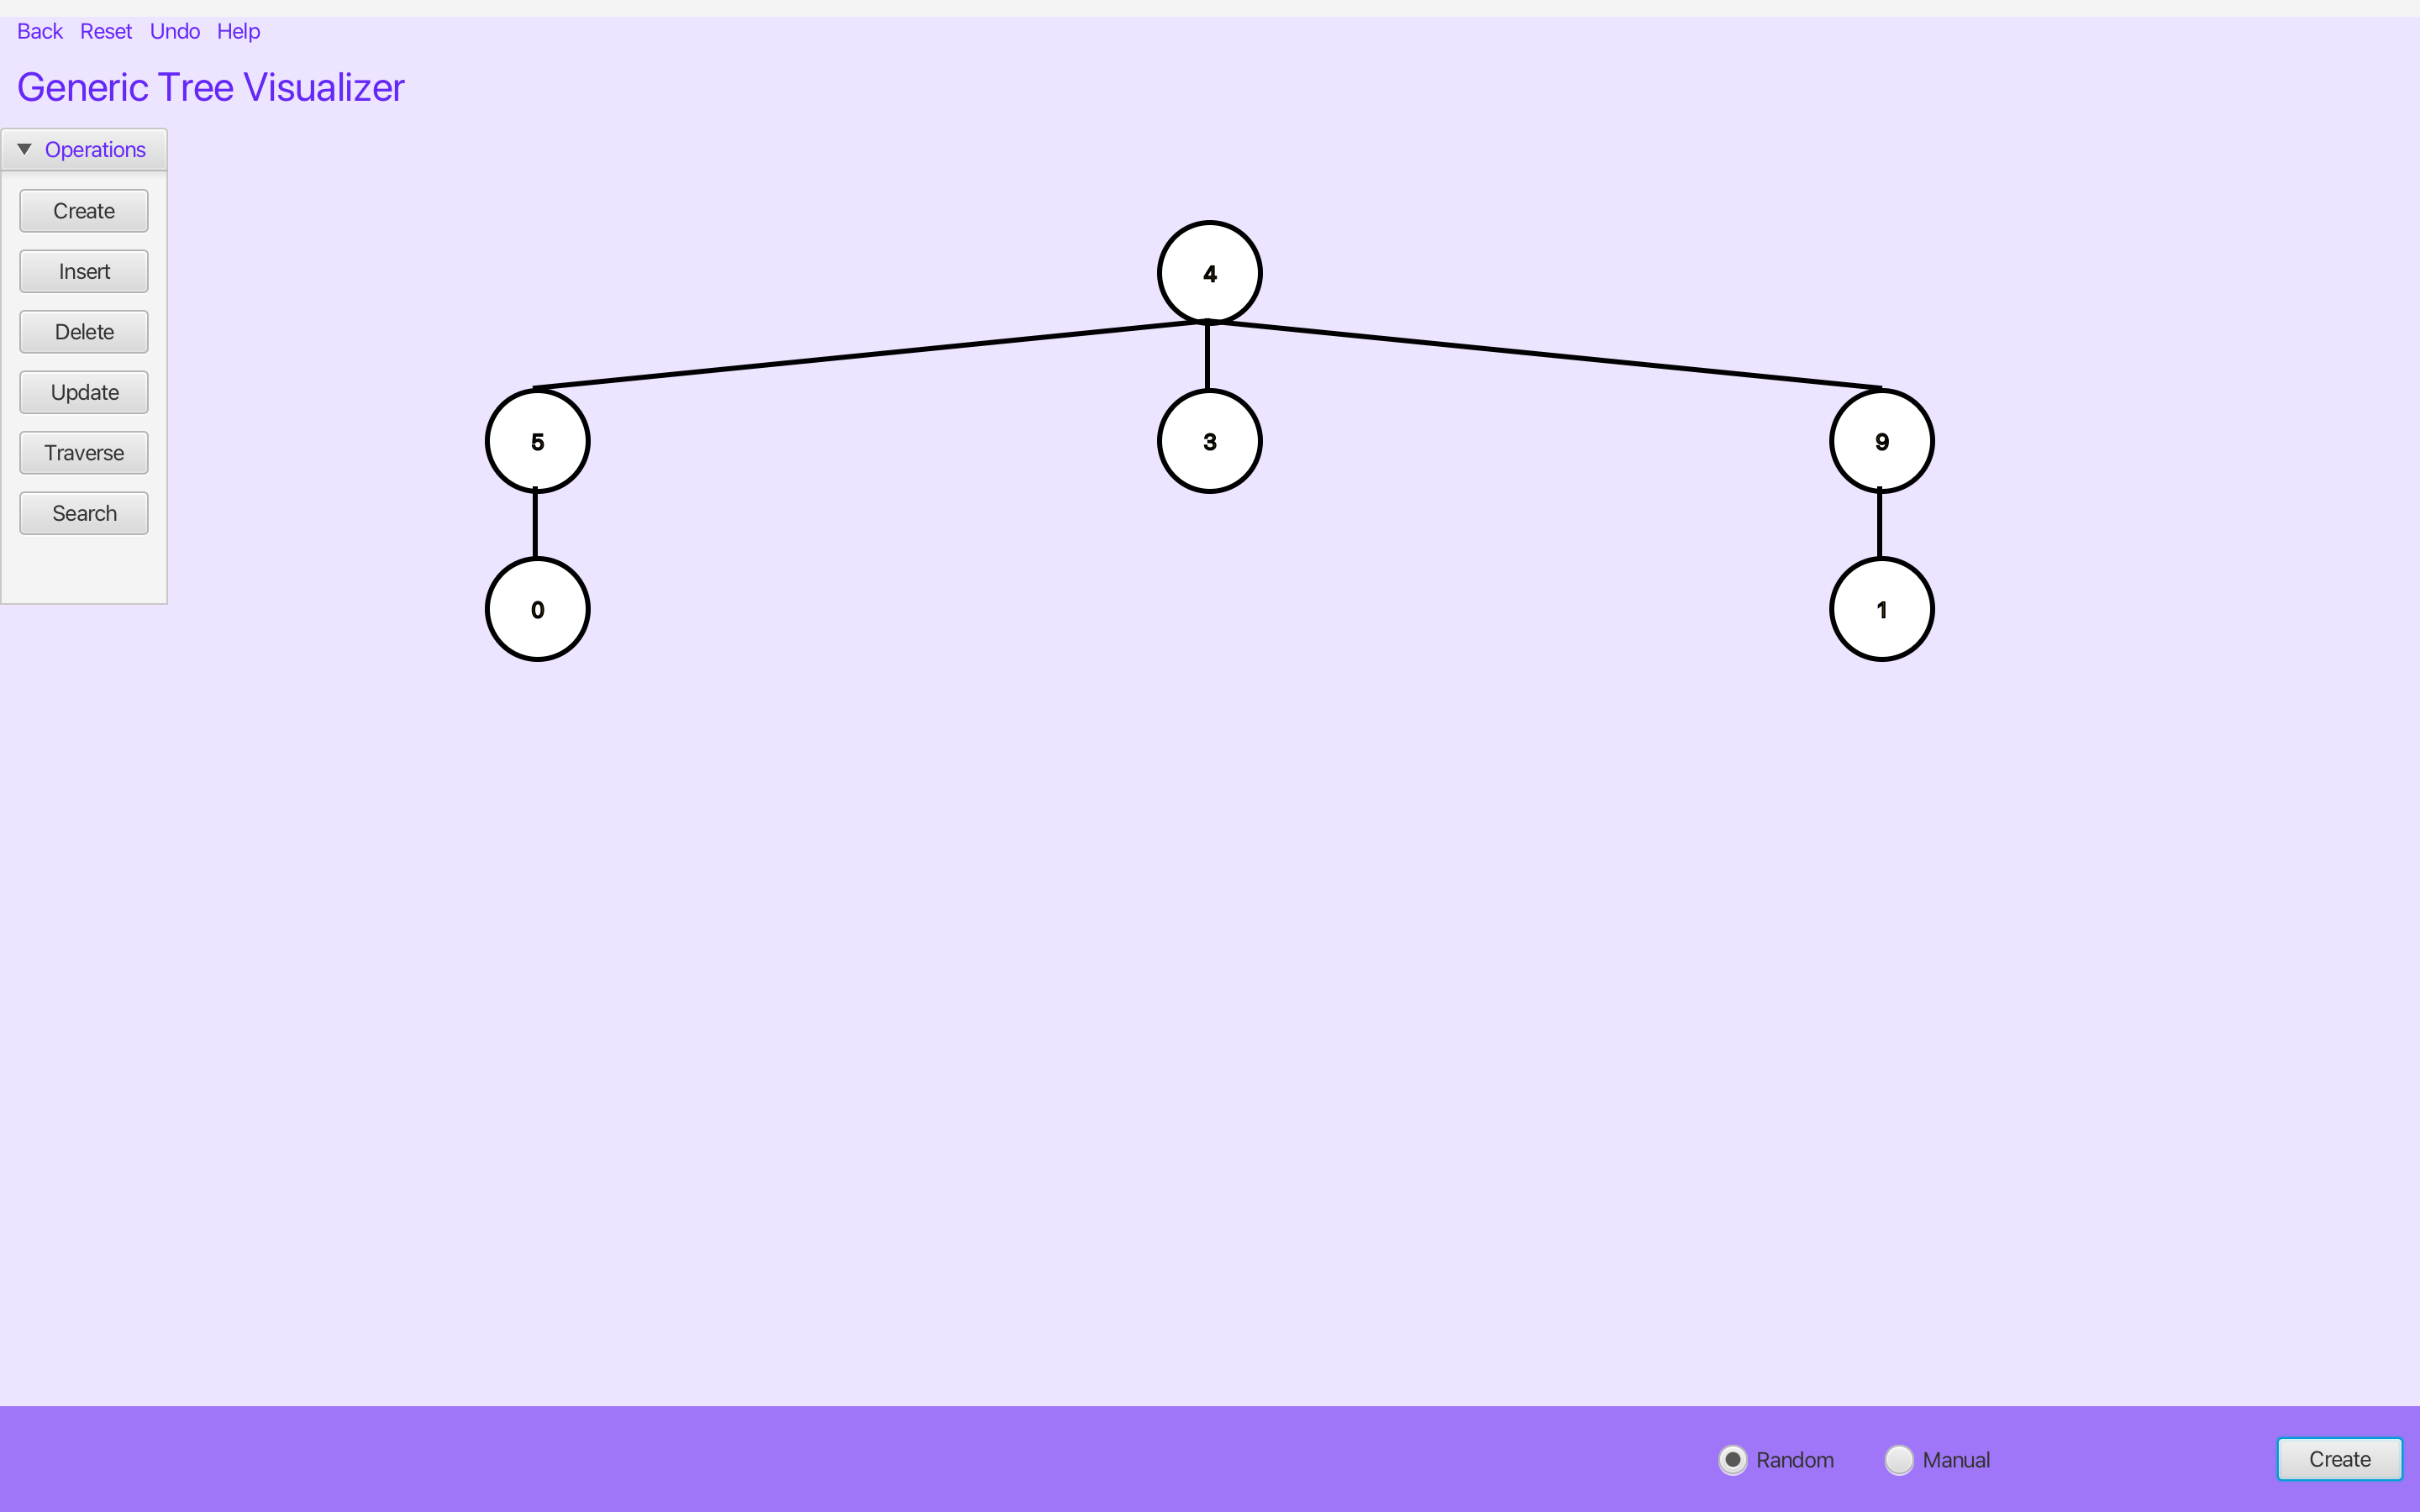 Back Reset Undo Help
Generic Tree Visualizer
Operations
Create
Insert
Delete
Update
Traverse
Search
4
5 3 9
0 1
Random Manual Create